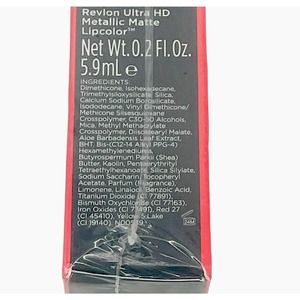 Revlon Ultra HD
Metallic Matte
Lipcolor™
Net Wt. 0.2 Fl. Oz.
5.9mL ℮
INGREDIENTS:
Dimethicone, Isohexadecane,
Trimethylsiloxysilicate, Silica,
Calcium Sodium Borosilicate,
Isododecane, Vinyl Dimethicone/
Methicone Silsesquioxane
Crosspolymer, C30-50 Alcohols,
Mica, Methyl Methacrylate
Crosspolymer, Diisostearyl Malate,
Aloe Barbadensis Leaf Extract,
BHT, Bis-(C12-14 Alkyl PPG-4)
Hexamethylenediurea,
Butyrospermum Parkii (Shea)
Butter, Kaolin, Pentaerythrityl
Tetraethylhexanoate, Silica Silylate,
Sodium Saccharin, Tocopheryl
Acetate, Parfum (Fragrance),
Limonene, Linalool, Benzoic Acid,
Titanium Dioxide (CI 77891),
Bismuth Oxychloride (CI 77163),
Iron Oxides (CI 77491), Red 27
(CI 45410), Yellow 5 Lake
(CI 19140),
24M